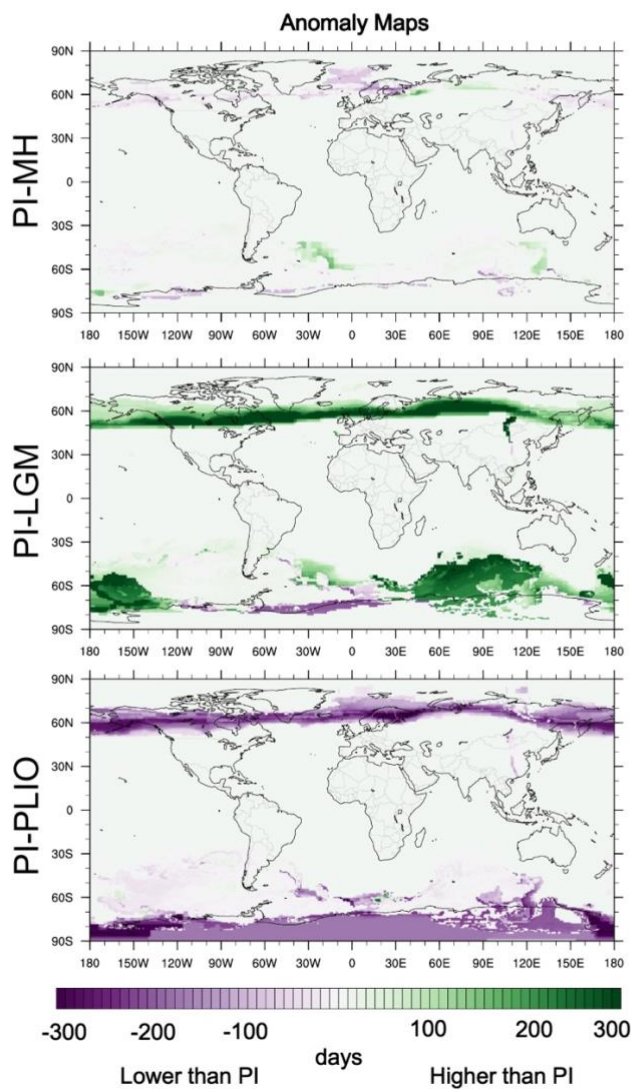 Anomaly Maps
PI-MH
90N
60N
30N
0
30S
60S
90S
180 150W 120W 90W 60W 30W 0 30E 60E 90E 120E 150E 180
PI-LGM
90N
60N
30N
0
30S
60S
90S
180 150W 120W 90W 60W 30W 0 30E 60E 90E 120E 150E 180
PI-PLIO
90N
60N
30N
0
30S
60S
90S
180 150W 120W 90W 60W 30W 0 30E 60E 90E 120E 150E 180
-300 -200 -100 100 200 300
days
Lower than PI Higher than PI